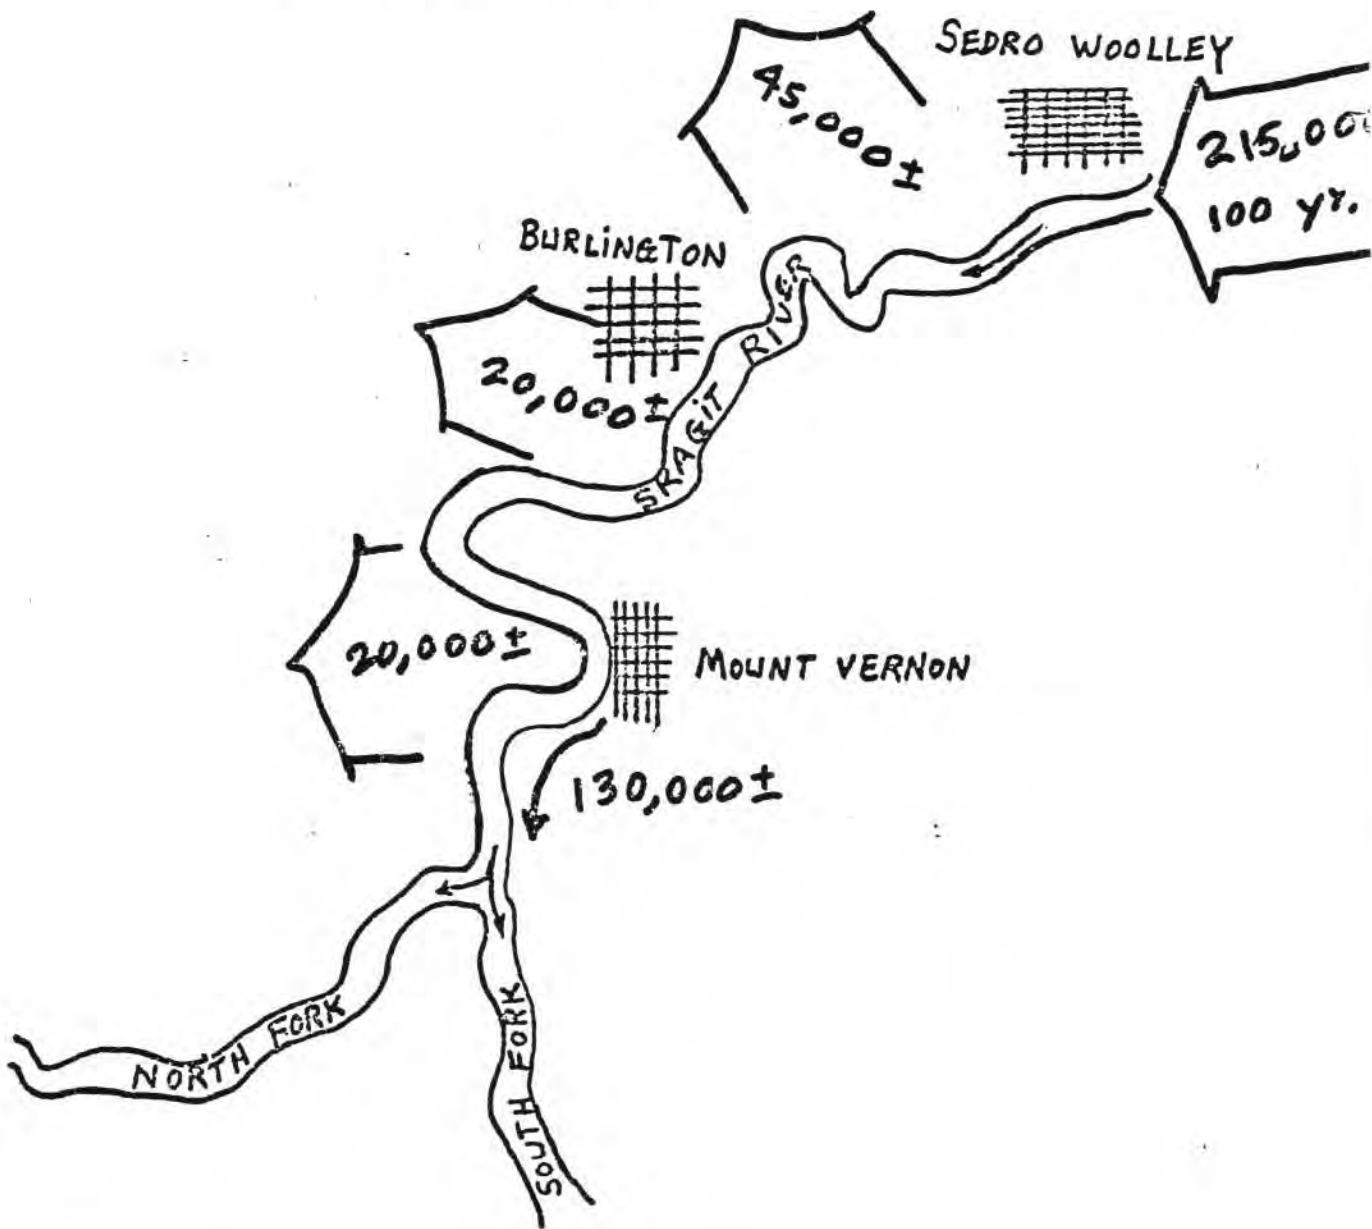 SEDRO WOOLLEY
45,000±
215,000
100 yr.
BURLINGTON
20,000±
SKAGIT RIVER
20,000±
MOUNT VERNON
130,000±
NORTH FORK
SOUTH FORK